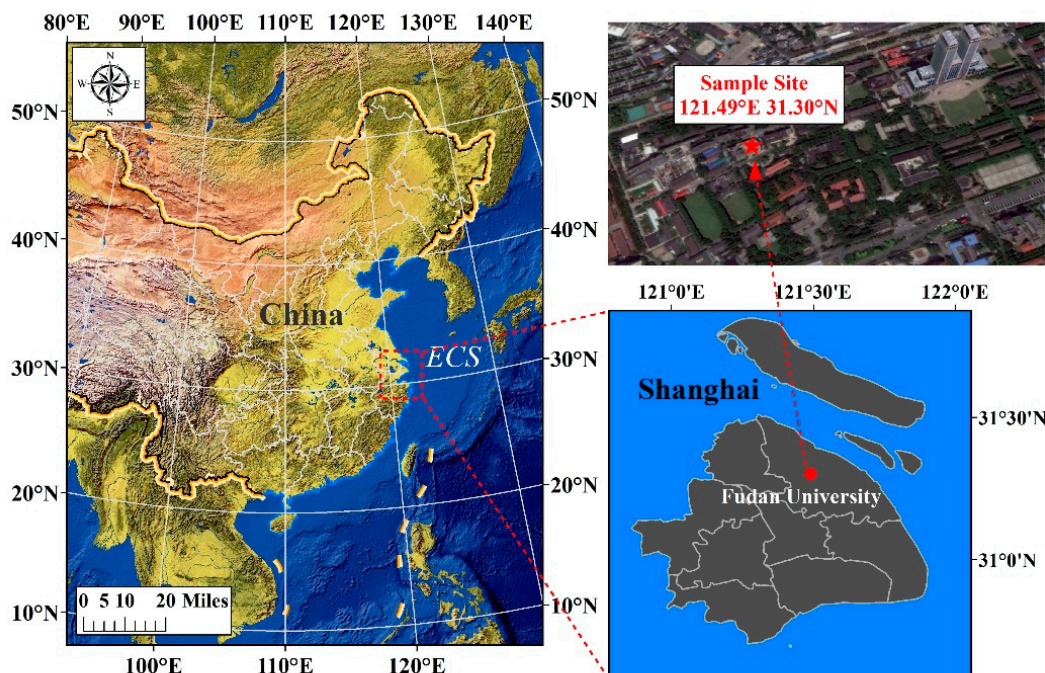 80°E 90°E 100°E 110°E 120°E 130°E 140°E
N
W E
S
50°N 50°N
40°N 40°N
China
30°N ECS 30°N
20°N 20°N
10°N 10°N
0 5 10 20 Miles
100°E 110°E 120°E
Sample Site
121.49°E 31.30°N
121°0'E 121°30'E 122°0'E
Shanghai
31°30'N
Fudan University
31°0'N